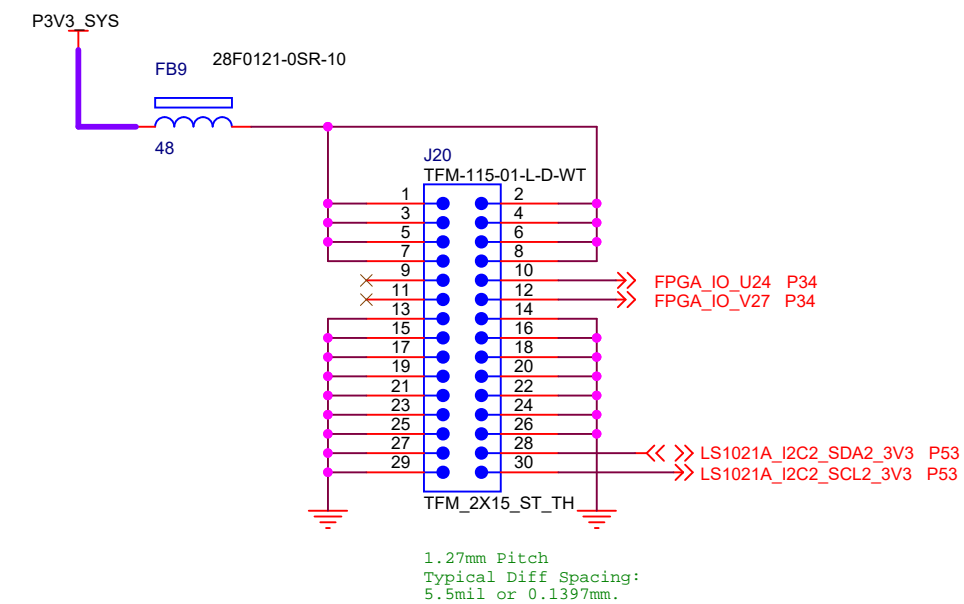 P3V3_SYS
28F0121-0SR-10
FB9
48
J20
TFM-115-01-L-D-WT
1 2
3 4
5 6
7 8
9 10 FPGA_IO_U24 P34
11 12 FPGA_IO_V27 P34
13 14
15 16
17 18
19 20
21 22
23 24
25 26
27 28 LS1021A_I2C2_SDA2_3V3 P53
29 30 LS1021A_I2C2_SCL2_3V3 P53
TFM_2X15_ST_TH
1.27mm Pitch
Typical Diff Spacing:
5.5mil or 0.1397mm.